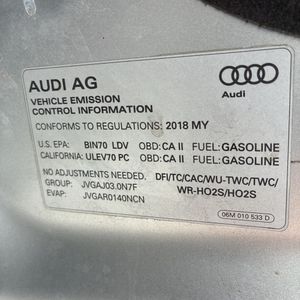 AUDI AG
Audi
VEHICLE EMISSION
CONTROL INFORMATION
CONFORMS TO REGULATIONS: 2018 MY
U.S. EPA: BIN70 LDV OBD: CA II FUEL: GASOLINE
CALIFORNIA: ULEV70 PC OBD: CA II FUEL: GASOLINE
NO ADJUSTMENTS NEEDED. DFI/TC/CAC/WU-TWC/TWC/
GROUP: JVGAJ03.0N7F WR-HO2S/HO2S
EVAP: JVGAR0140NCN
06M 010 533 D